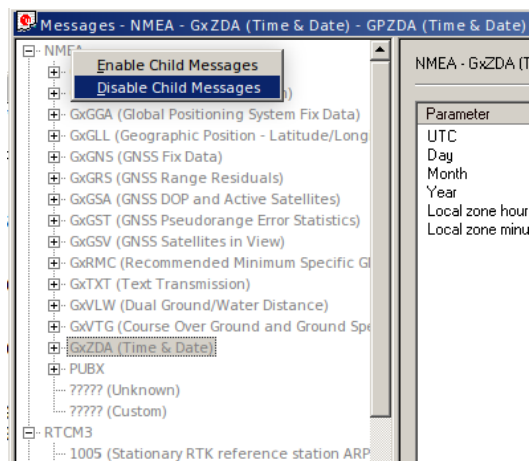 Messages - NMEA - GxZDA (Time & Date) - GPZDA (Time & Date)
NMEA
Enable Child Messages
Disable Child Messages
GxGGA (Global Positioning System Fix Data)
GxGLL (Geographic Position - Latitude/Long
GxGNS (GNSS Fix Data)
GxGRS (GNSS Range Residuals)
GxGSA (GNSS DOP and Active Satellites)
GxGST (GNSS Pseudorange Error Statistics)
GxGSV (GNSS Satellites in View)
GxRMC (Recommended Minimum Specific Gl
GxTXT (Text Transmission)
GxVLW (Dual Ground/Water Distance)
GxVTG (Course Over Ground and Ground Spe
GxZDA (Time & Date)
PUBX
????? (Unknown)
????? (Custom)
RTCM3
1005 (Stationary RTK reference station ARP
NMEA - GxZDA (T
Parameter
UTC
Day
Month
Year
Local zone hour
Local zone minu